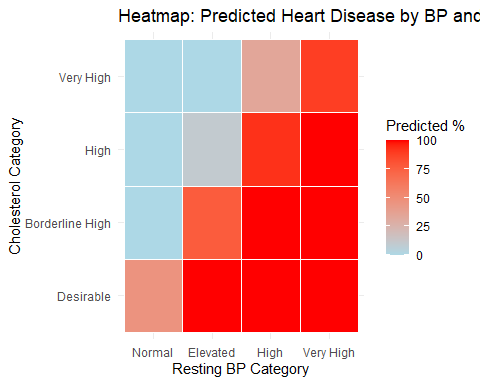 Heatmap: Predicted Heart Disease by BP and
Cholesterol Category
Very High
High
Borderline High
Desirable
Normal
Elevated
High
Very High
Resting BP Category
Predicted %
100
75
50
25
0